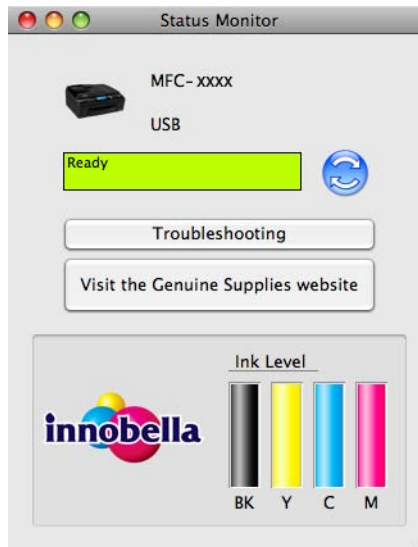 Status Monitor
MFC-xxxx
USB
Ready
Troubleshooting
Visit the Genuine Supplies website
Ink Level
innobella
BK Y C M